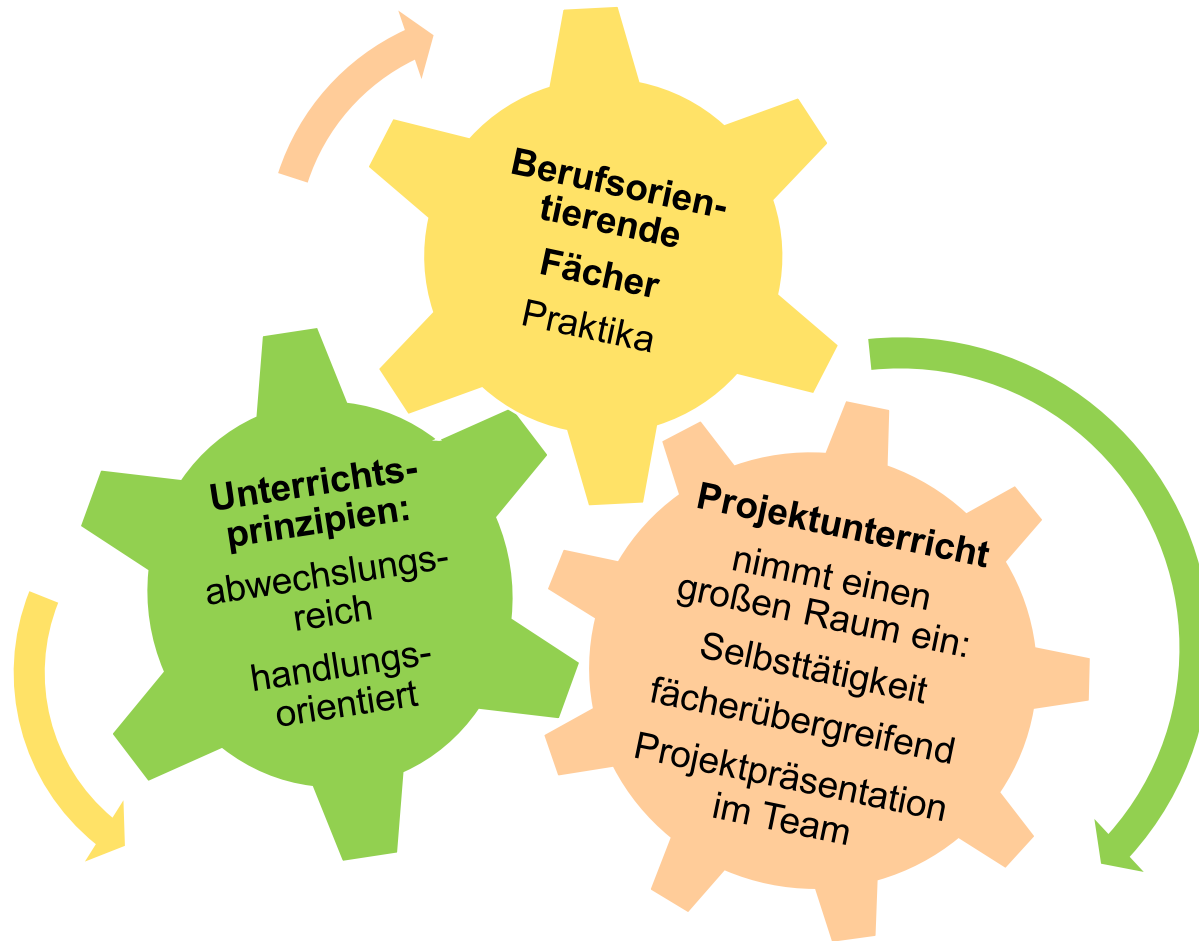 Berufsorien-
tierende
Fächer
Praktika
Unterrichts-
prinzipien:
abwechslungs-
reich
handlungs-
orientiert
Projektunterricht
nimmt einen
großen Raum ein:
Selbsttätigkeit
fächerübergreifend
Projektpräsentation
im Team